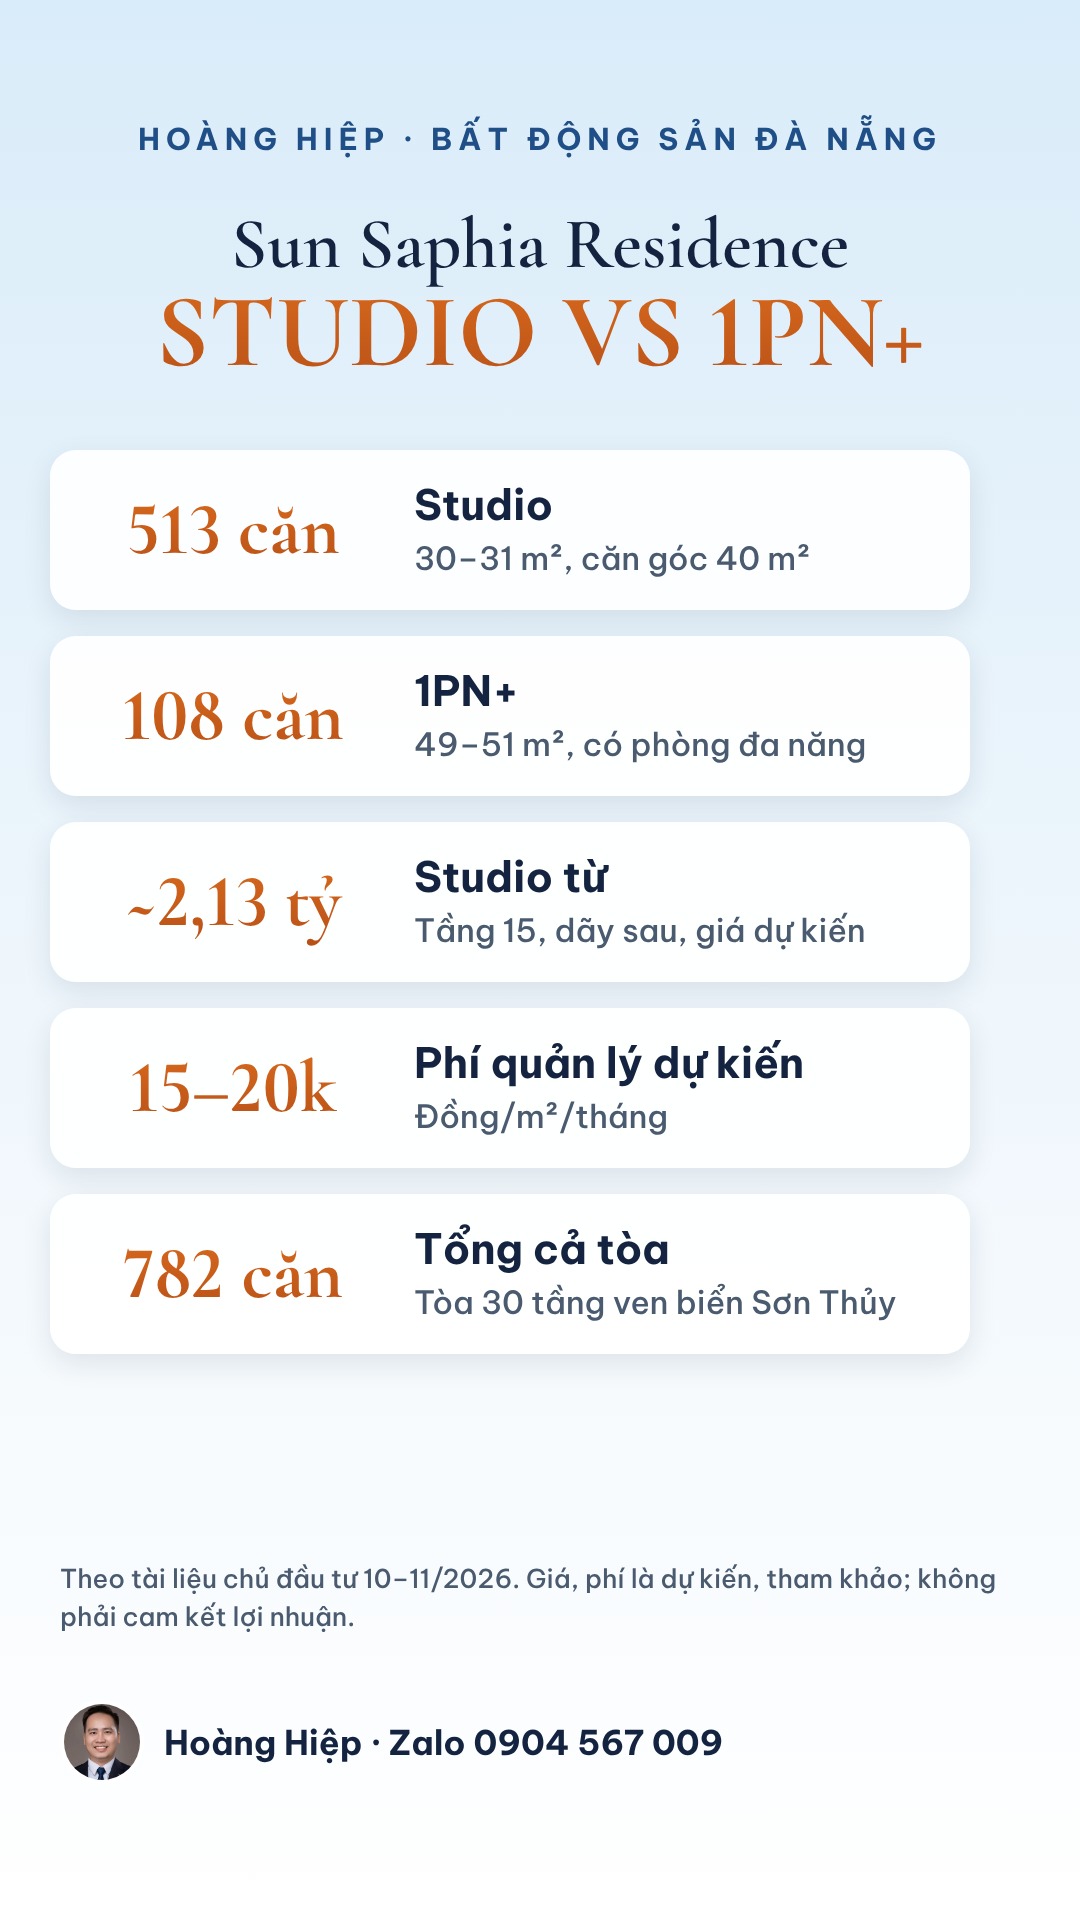 HOÀNG HIỆP · BẤT ĐỘNG SẢN ĐÀ NẴNG
Sun Saphia Residence
STUDIO VS 1PN+
513 căn
Studio
30–31 m², căn góc 40 m²
108 căn
1PN+
49–51 m², có phòng đa năng
~2,13 tỷ
Studio từ
Tầng 15, dãy sau, giá dự kiến
15–20k
Phí quản lý dự kiến
Đồng/m²/tháng
782 căn
Tổng cả tòa
Tòa 30 tầng ven biển Sơn Thủy
Theo tài liệu chủ đầu tư 10–11/2026. Giá, phí là dự kiến, tham khảo; không
phải cam kết lợi nhuận.
Hoàng Hiệp · Zalo 0904 567 009